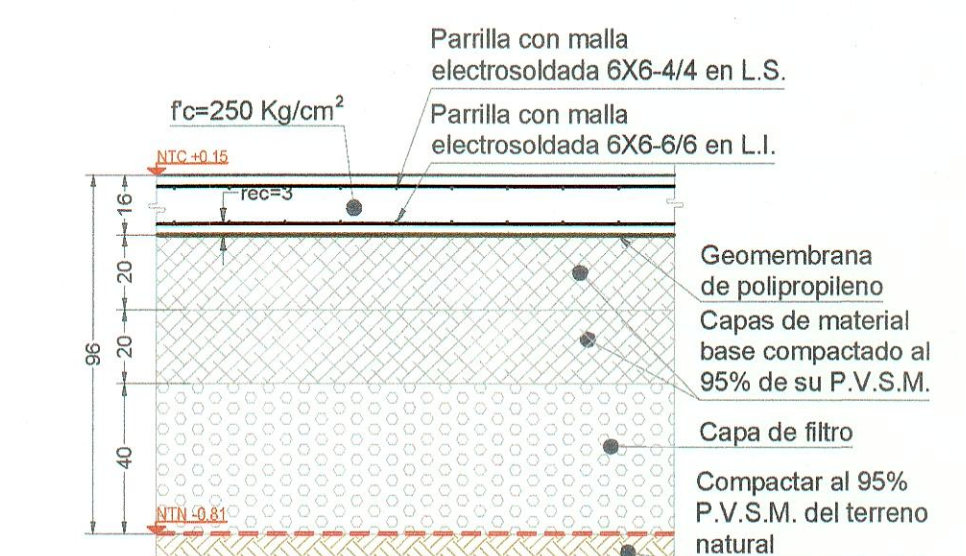 Parrilla con malla
electrosoldada 6X6-4/4 en L.S.
f'c=250 Kg/cm²
Parrilla con malla
electrosoldada 6X6-6/6 en L.I.
NTC +0.15
rec=3
16
20
20
96
40
Geomembrana
de polipropileno
Capas de material
base compactado al
95% de su P.V.S.M.
Capa de filtro
NTN -0.81
Compactar al 95%
P.V.S.M. del terreno
natural